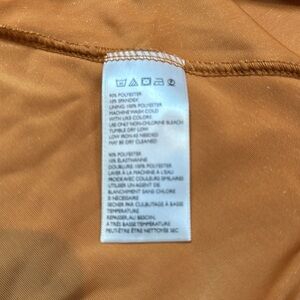 90% POLYESTER
10% SPANDEX
LINING: 100% POLYESTER
MACHINE WASH COLD
WITH LIKE COLORS
USE ONLY NON-CHLORINE BLEACH
TUMBLE DRY LOW
LOW IRON AS NEEDED
MAY BE DRY CLEANED
90% POLYESTER
10% ELASTHANNE
DOUBLURE: 100% POLYESTER
LAVER À LA MACHINE À L'EAU
FROIDE AVEC COULEURS SIMILAIRES
UTILISER UN AGENT DE
BLANCHIMENT SANS CHLORE
SI NÉCESSAIRE
SÉCHER PAR CULBUTAGE À BASSE
TEMPÉRATURE
REPASSER, AU BESOIN,
À TRÈS BASSE TEMPÉRATURE
PEUT-ÊTRE NETTOYÉ SEC